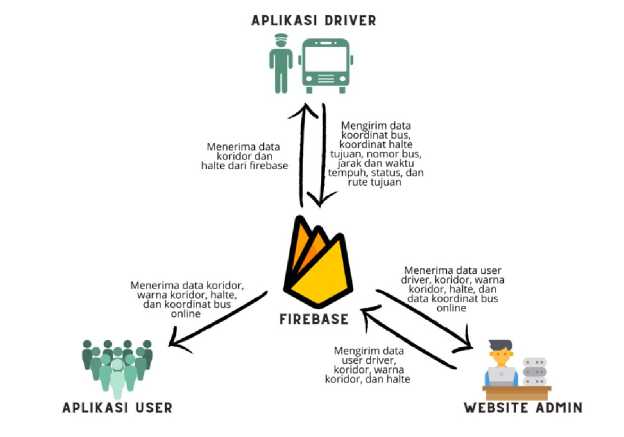 APLIKASI DRIVER
Menerima data
koridor dan
halte dari firebase
Mengirim data
koordinat bus,
koordinat halte
tujuan, nomor bus,
jarak dan waktu
tempuh, status, dan
rute tujuan
FIREBASE
Menerima data koridor,
warna koridor, halte,
dan koordinat bus
online
Menerima data user
driver, koridor, warna
koridor, halte, dan
data koordinat bus
online
Mengirim data
user driver,
koridor, warna
koridor, dan halte
APLIKASI USER
WEBSITE ADMIN